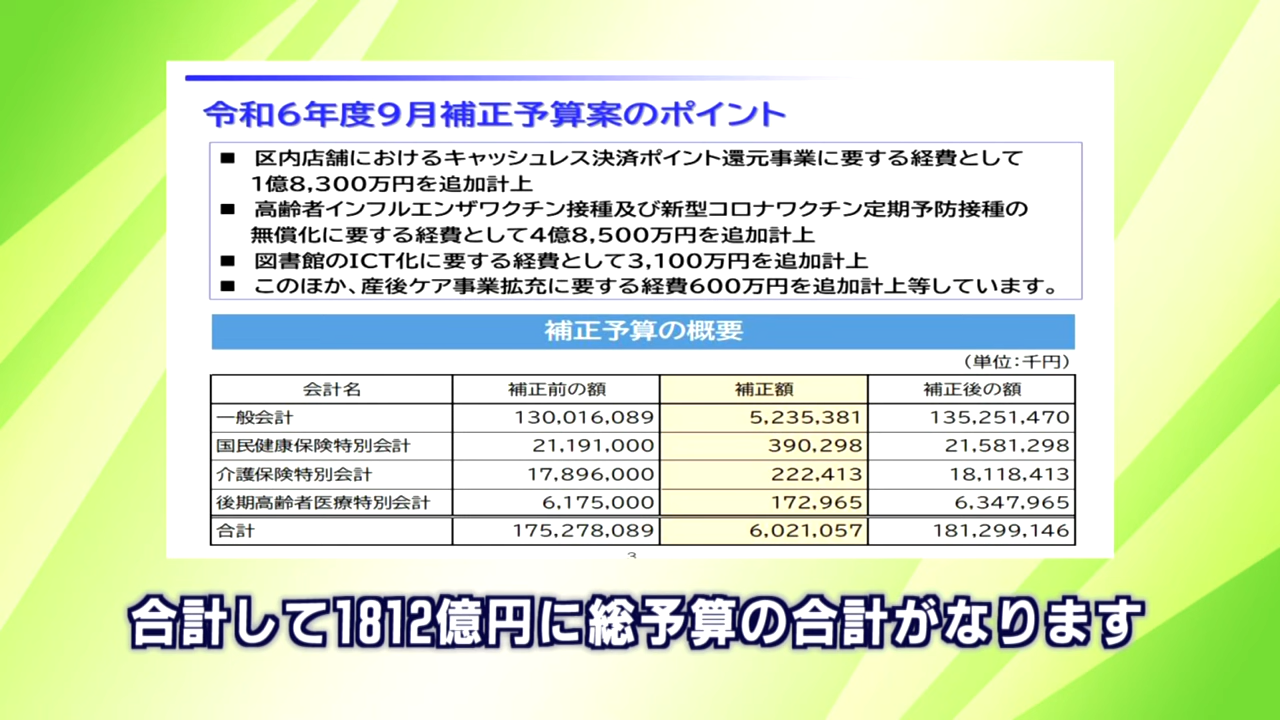 令和6年度9月補正予算案のポイント
■ 区内店舗におけるキャッシュレス決済ポイント還元事業に要する経費として
1億8,300万円を追加計上
■ 高齢者インフルエンザワクチン接種及び新型コロナワクチン定期予防接種の
無償化に要する経費として4億8,500万円を追加計上
■ 図書館のICT化に要する経費として3,100万円を追加計上
■ このほか、産後ケア事業拡充に要する経費600万円を追加計上等しています。
補正予算の概要
（単位：千円）
会計名 補正前の額 補正額 補正後の額
一般会計 130,016,089 5,235,381 135,251,470
国民健康保険特別会計 21,191,000 390,298 21,581,298
介護保険特別会計 17,896,000 222,413 18,118,413
後期高齢者医療特別会計 6,175,000 172,965 6,347,965
合計 175,278,089 6,021,057 181,299,146
3
合計して1812億円に総予算の合計がなります